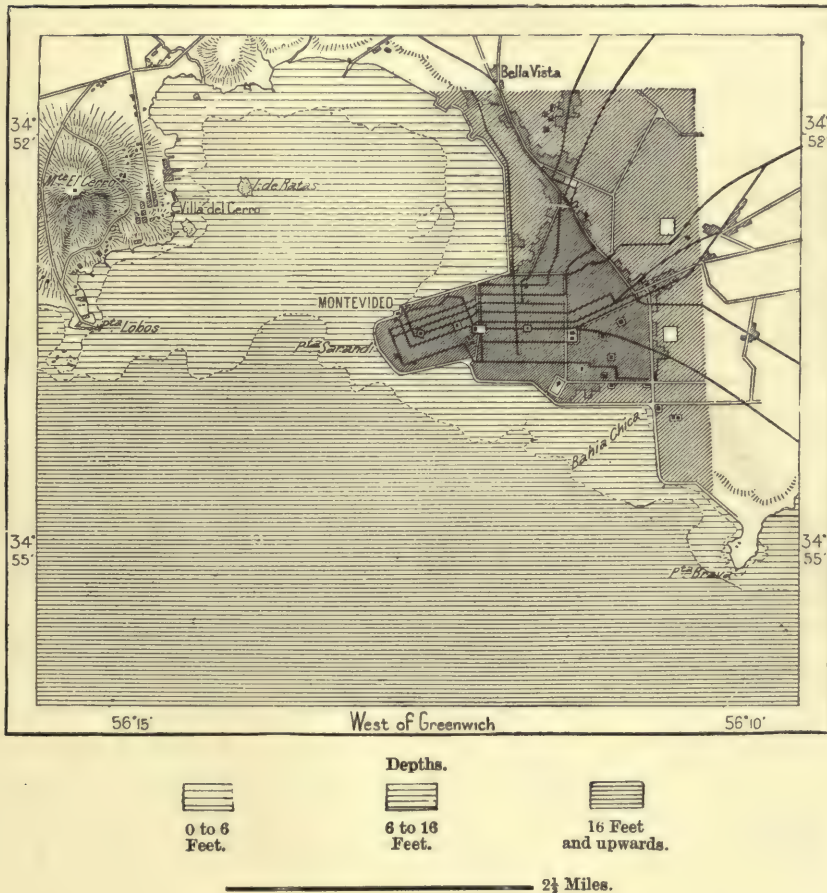 Bella Vista
34°
52'
34°
52'
Mte El Cerro
I. de Ratas
Villa del Cerro
MONTEVIDEO
Pta Lobos
Pta Sarandi
Bahia Chica
34°
55'
34°
55'
Pta Brava
56°15'
West of Greenwich
56°10'
Depths.
0 to 6
Feet.
6 to 16
Feet.
16 Feet
and upwards.
2½ Miles.